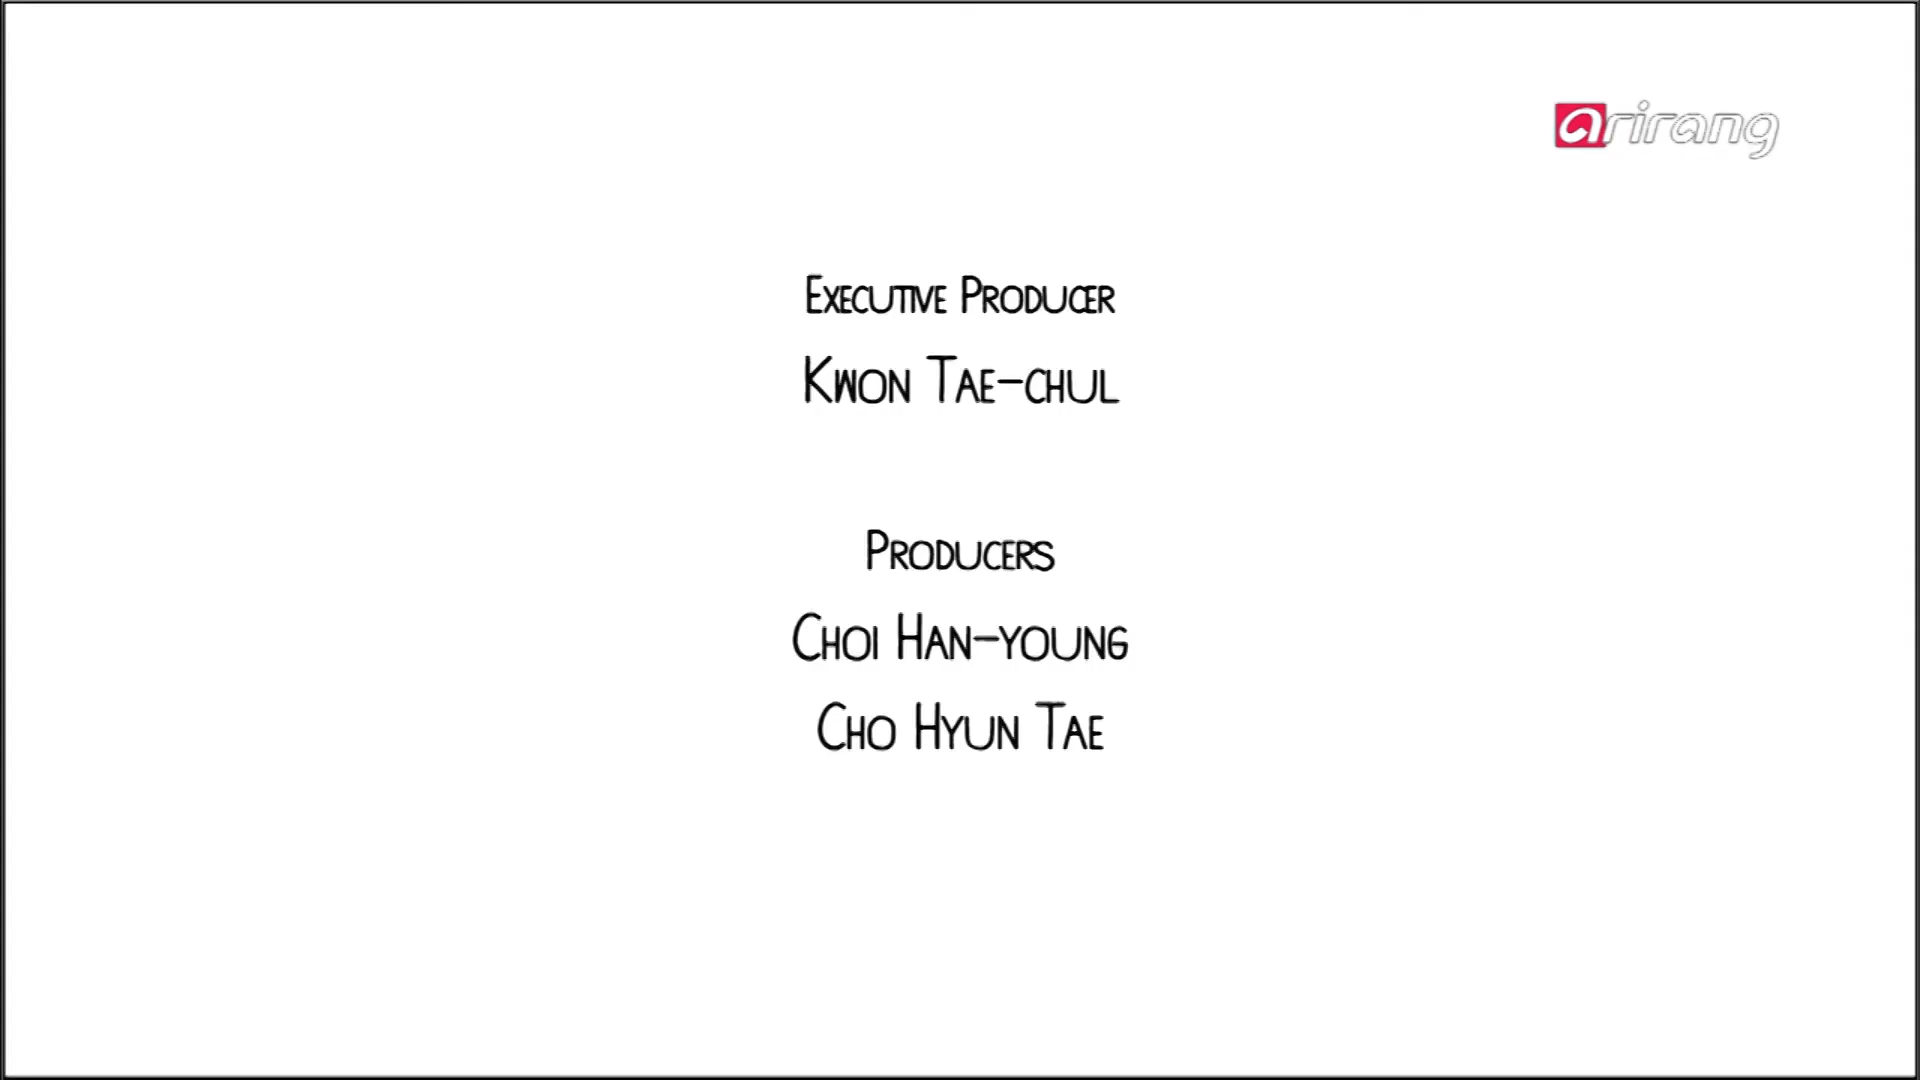 arirang
Executive Producer
Kwon Tae-chul
Producers
Choi Han-young
Cho Hyun Tae